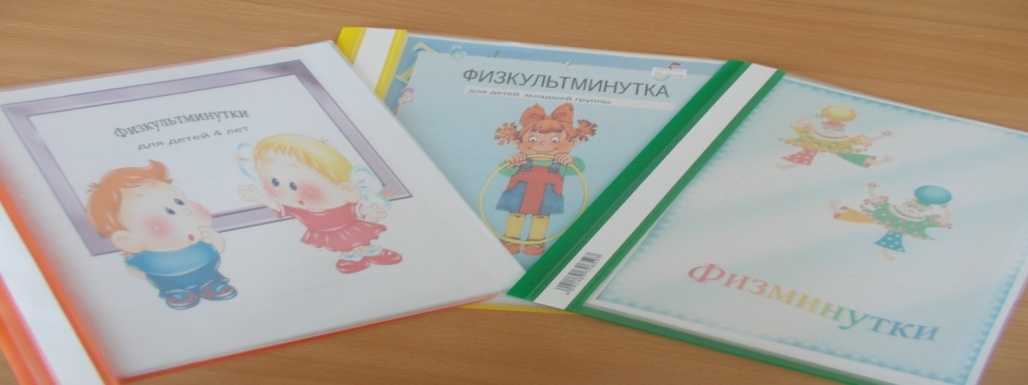 Физкультминутки
для детей 4 лет
ФИЗКУЛЬТМИНУТКА
для детей младшей группы
Физминутки